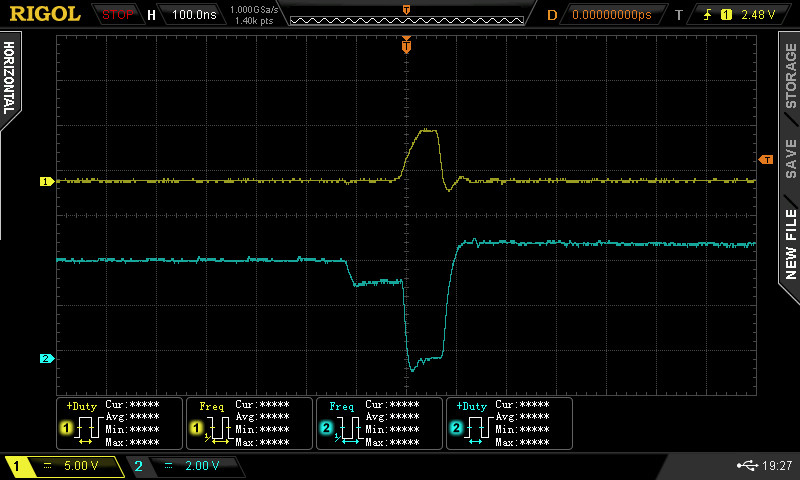 RIGOL STOP H 100.0ns 1.000GSa/s D 0.00000000ps T 1 2.48 V
1.40k pts
T
T
HORIZONTAL
STORAGE
SAVE
NEW FILE
1
T
2
+Duty Cur:***** Freq Cur:***** Freq Cur:***** +Duty Cur:*****
1 Avg:***** 1 Avg:***** 2 Avg:***** 2 Avg:*****
Min:***** Min:***** Min:***** Min:*****
Max:***** Max:***** Max:***** Max:*****
1 5.00 V 2 2.00 V 19:27